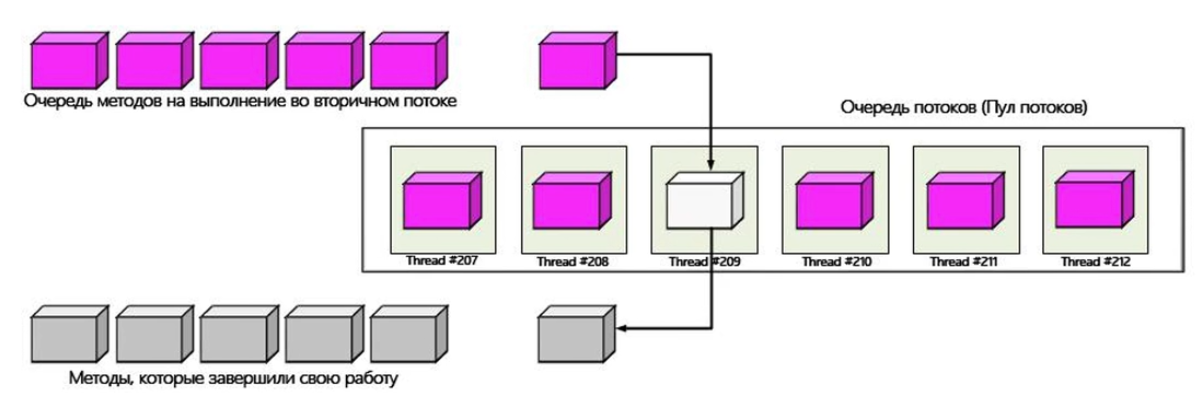 Очередь методов на выполнение во вторичном потоке
Очередь потоков (Пул потоков)
Thread #207
Thread #208
Thread #209
Thread #210
Thread #211
Thread #212
Методы, которые завершили свою работу